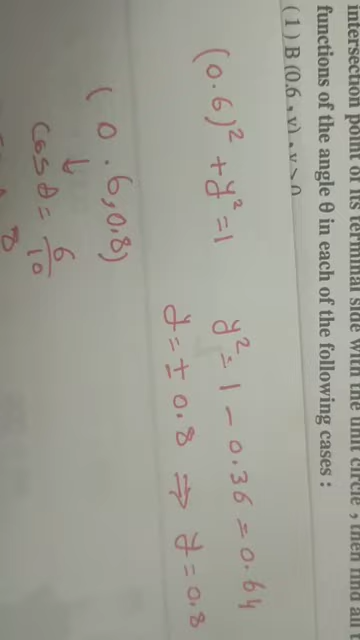 intersection point of its terminal side with the unit circle , then find all
functions of the angle θ in each of the following cases :
( 1 ) B (0.6 , y) , y > 0
(0.6)² + y² = 1
y² = 1 - 0.36 = 0.64
y = ± 0.8 ⇒ y = 0.8
( 0 . 6 , 0.8)
↓
Cos θ = 6/10
8